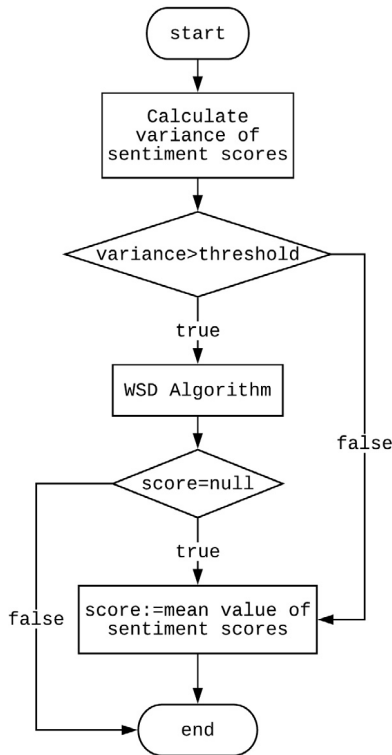 start
Calculate
variance of
sentiment scores
variance>threshold
true
WSD Algorithm
false
score=null
true
score:=mean value of
sentiment scores
false
end